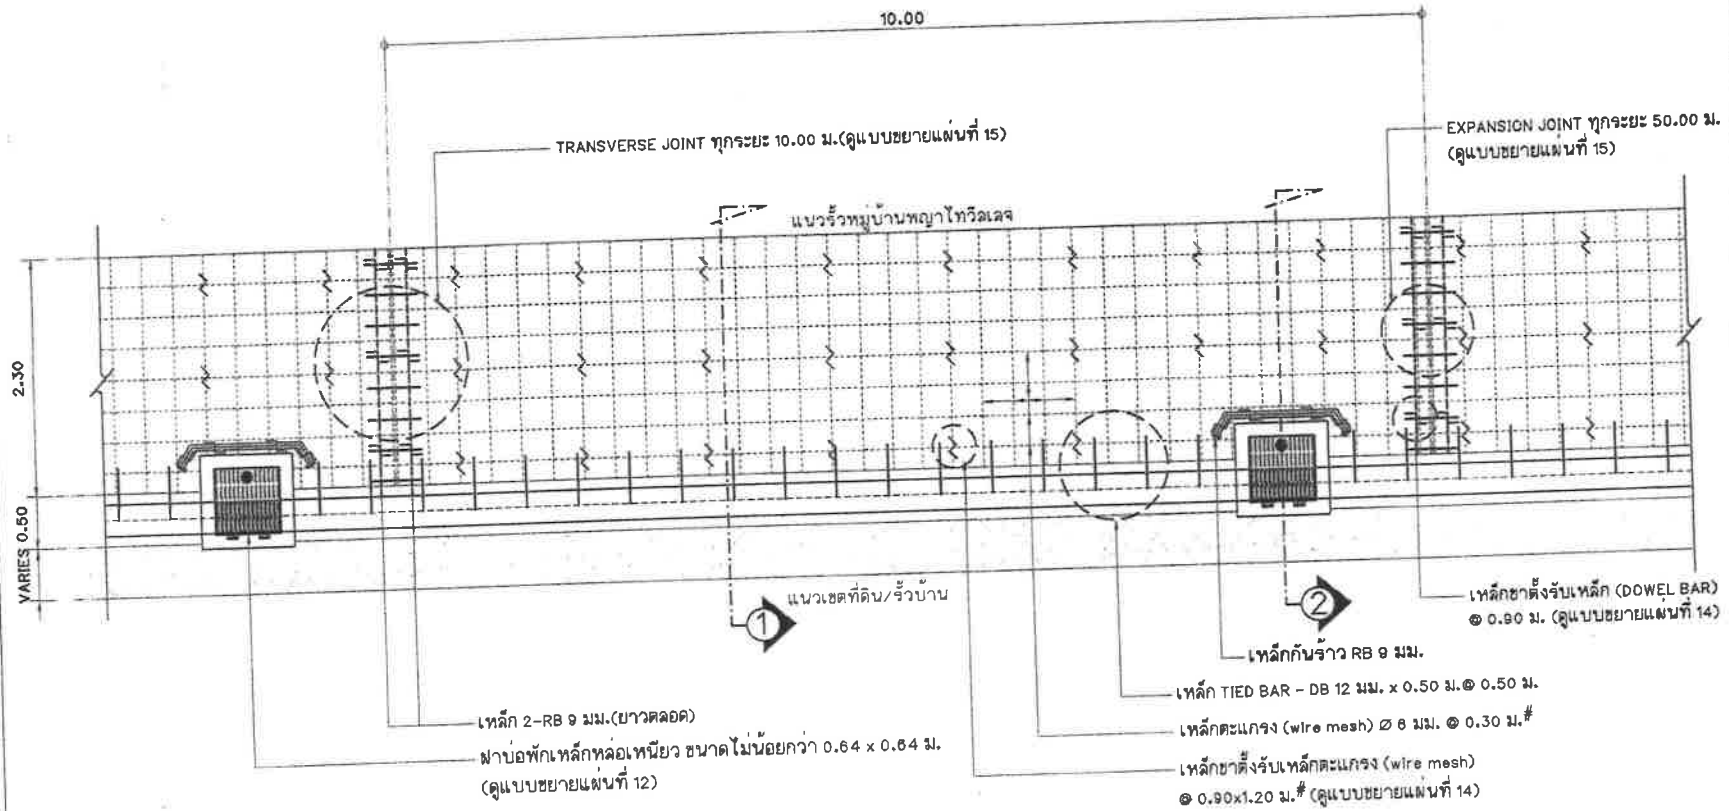 10.00
TRANSVERSE JOINT ทุกระยะ 10.00 ม.(ดูแบบขยายแผ่นที่ 15)
EXPANSION JOINT ทุกระยะ 50.00 ม.
(ดูแบบขยายแผ่นที่ 15)
แนวรั้วหมู่บ้านพญาไทวิลเลจ
2.30
VARIES 0.50
แนวเขตที่ดิน/รั้วบ้าน
1
2
เหล็กขาตั้งรับเหล็ก (DOWEL BAR)
@ 0.90 ม. (ดูแบบขยายแผ่นที่ 14)
เหล็กกันร้าว RB 9 มม.
เหล็ก TIED BAR - DB 12 มม. x 0.50 ม.@ 0.50 ม.
เหล็ก 2-RB 9 มม.(ยาวตลอด)
เหล็กตะแกรง (wire mesh) Ø 6 มม. @ 0.30 ม.#
ฝาบ่อพักเหล็กหล่อเหนียว ขนาดไม่น้อยกว่า 0.64 x 0.64 ม.
(ดูแบบขยายแผ่นที่ 12)
เหล็กขาตั้งรับเหล็กตะแกรง (wire mesh)
@ 0.90x1.20 ม.# (ดูแบบขยายแผ่นที่ 14)